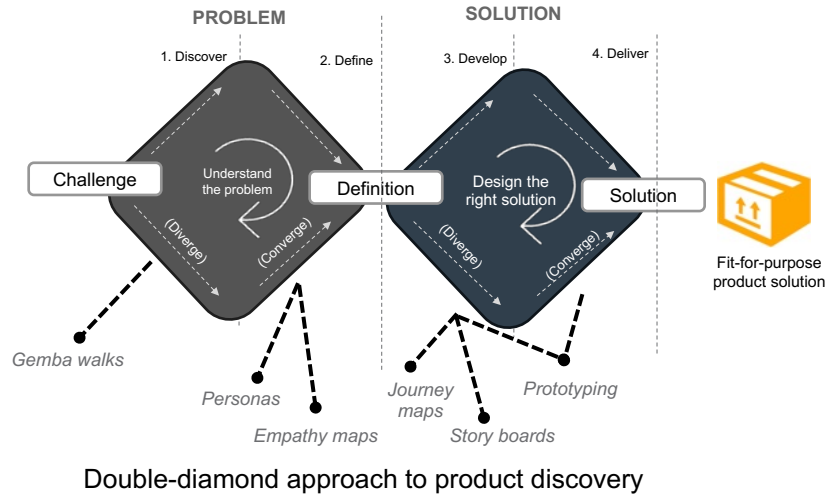 PROBLEM
SOLUTION
1. Discover
2. Define
3. Develop
4. Deliver
Challenge
Understand
the problem
Definition
Design the
right solution
Solution
(Diverge)
(Converge)
(Diverge)
(Converge)
Fit-for-purpose
product solution
Gemba walks
Personas
Empathy maps
Journey
maps
Story boards
Prototyping
Double-diamond approach to product discovery